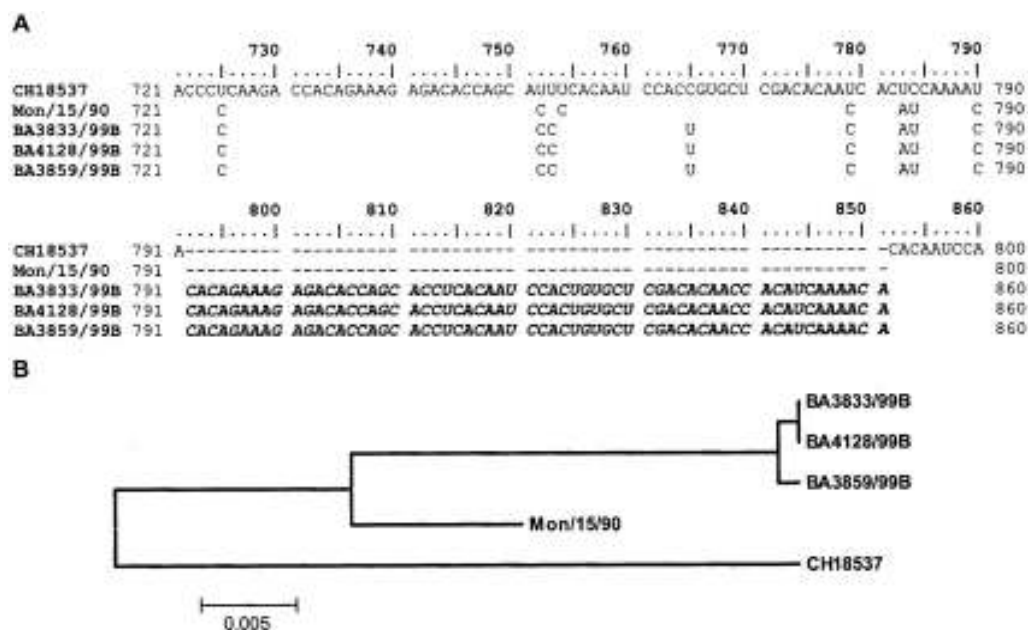 A
730 740 750 760 770 780 790
CH18537 721 ACCCUCAAGA CCACAGAAAG AGACACCAGC AUUUCACAAU CCACCGUGCU CGACACAAUC ACUCCAAAAU 790
Mon/15/90 721 C C C C AU C 790
BA3833/99B 721 C CC U C AU C 790
BA4128/99B 721 C CC U C AU C 790
BA3859/99B 721 C CC U C AU C 790
800 810 820 830 840 850 860
CH18537 791 A--------- ---------- ---------- ---------- ---------- ---------- -CACAAUCCA 800
Mon/15/90 791 --------- ---------- ---------- ---------- ---------- ---------- - 800
BA3833/99B 791 CACAGAAAG AGACACCAGC ACCUCACAAU CCACUGUGCU CGACACAACC ACAUCAAAAC A 860
BA4128/99B 791 CACAGAAAG AGACACCAGC ACCUCACAAU CCACUGUGCU CGACACAACC ACAUCAAAAC A 860
BA3859/99B 791 CACAGAAAG AGACACCAGC ACCUCACAAU CCACUGUGCU CGACACAACC ACAUCAAAAC A 860
B
BA3833/99B
BA4128/99B
BA3859/99B
Mon/15/90
CH18537
0.005